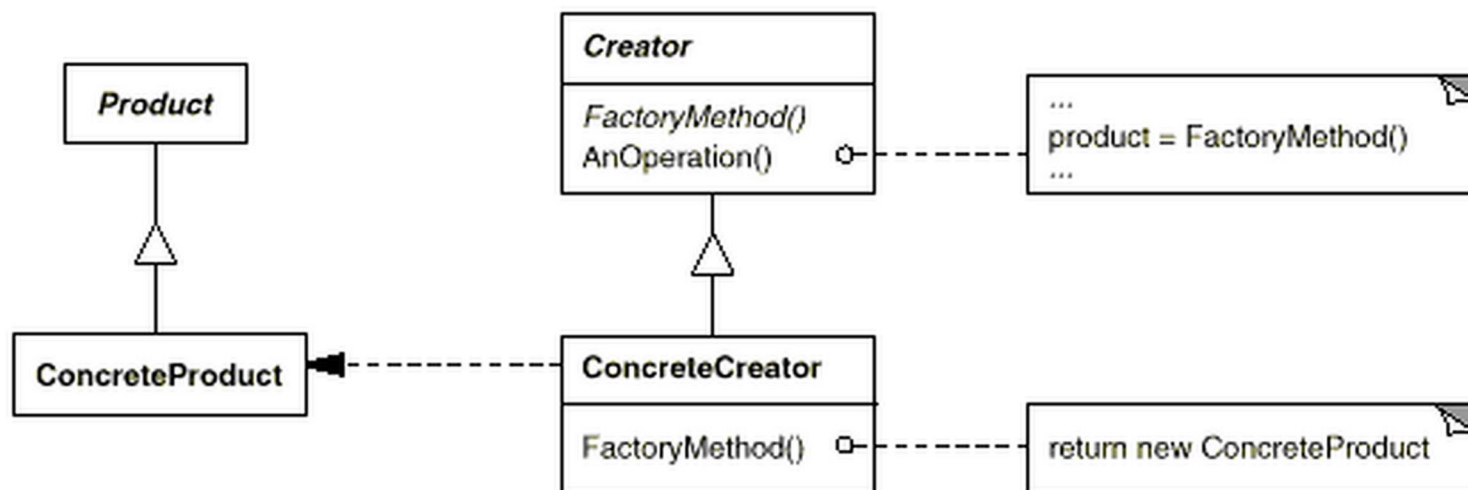 Product
Creator
FactoryMethod()
AnOperation()
...
product = FactoryMethod()
...
ConcreteProduct
ConcreteCreator
FactoryMethod()
return new ConcreteProduct